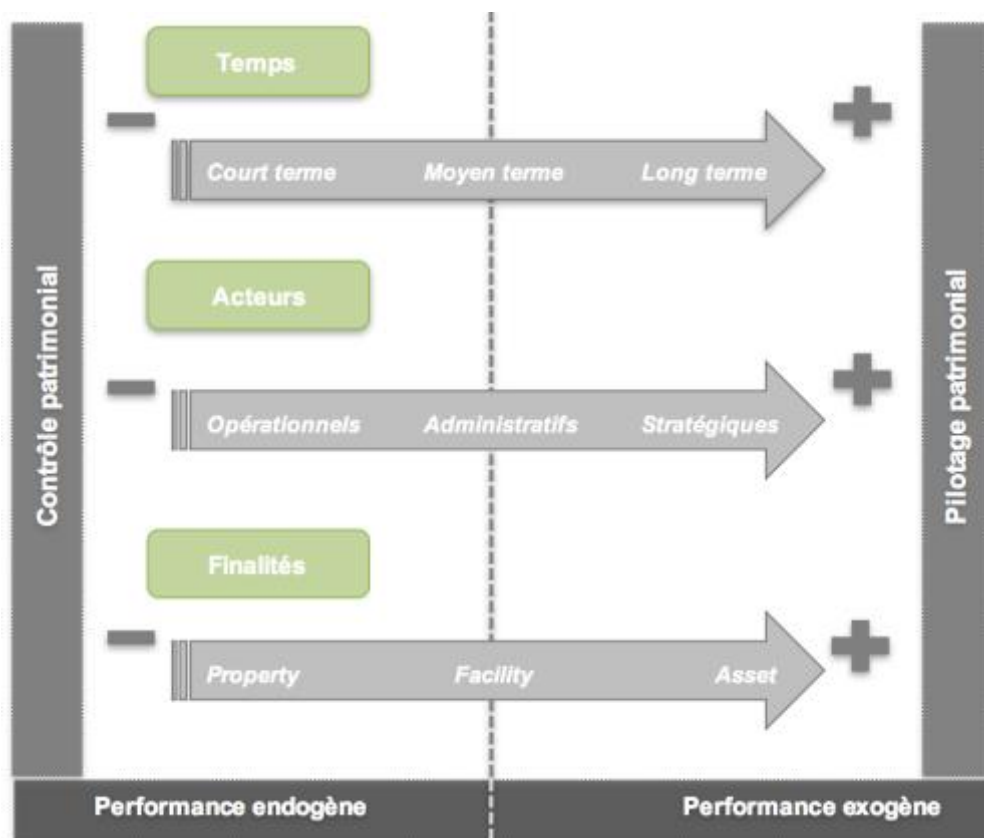 Temps
Court terme Moyen terme Long terme
Acteurs
Opérationnels Administratifs Stratégiques
Finalités
Property Facility Asset
Contrôle patrimonial
Pilotage patrimonial
Performance endogène Performance exogène